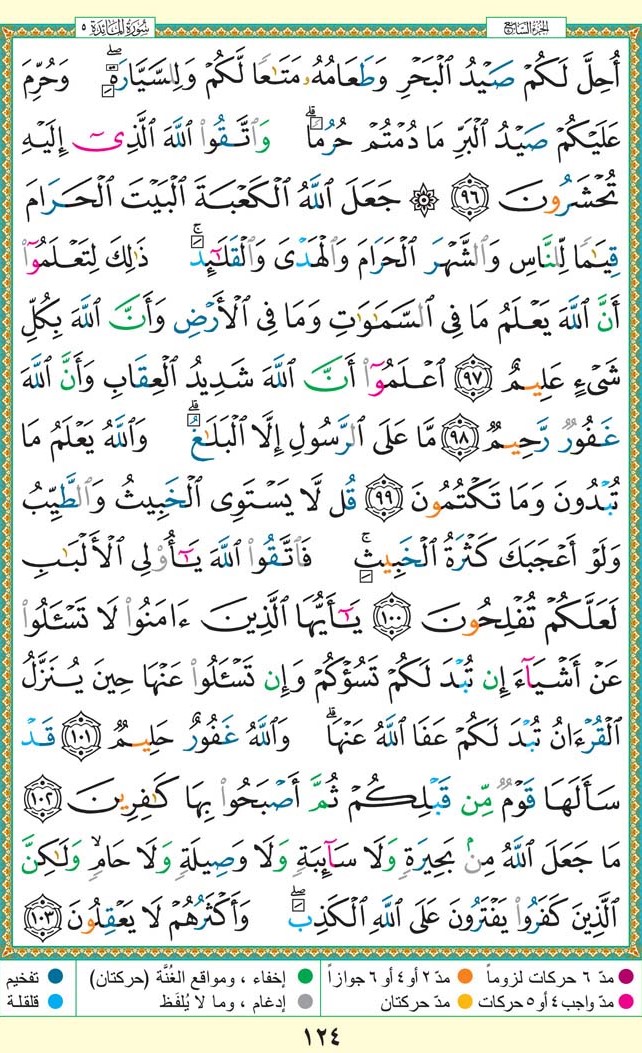 الجزء السابع
سُورَةُ المَائدَة ٥
أُحِلَّ لَكُمْ صَيْدُ ٱلْبَحْرِ وَطَعَامُهُۥ مَتَـٰعًا لَّكُمْ وَلِلسَّيَّارَةِ ۖ وَحُرِّمَ
عَلَيْكُمْ صَيْدُ ٱلْبَرِّ مَا دُمْتُمْ حُرُمًا ۗ وَٱتَّقُوا۟ ٱللَّهَ ٱلَّذِىٓ إِلَيْهِ
تُحْشَرُونَ ٩٦ ۞ جَعَلَ ٱللَّهُ ٱلْكَعْبَةَ ٱلْبَيْتَ ٱلْحَرَامَ
قِيَـٰمًا لِّلنَّاسِ وَٱلشَّهْرَ ٱلْحَرَامَ وَٱلْهَدْىَ وَٱلْقَلَـٰٓئِدَ ۚ ذَٰلِكَ لِتَعْلَمُوٓا۟
أَنَّ ٱللَّهَ يَعْلَمُ مَا فِى ٱلسَّمَـٰوَٰتِ وَمَا فِى ٱلْأَرْضِ وَأَنَّ ٱللَّهَ بِكُلِّ
شَىْءٍ عَلِيمٌ ٩٧ ٱعْلَمُوٓا۟ أَنَّ ٱللَّهَ شَدِيدُ ٱلْعِقَابِ وَأَنَّ ٱللَّهَ
غَفُورٌ رَّحِيمٌ ٩٨ مَّا عَلَى ٱلرَّسُولِ إِلَّا ٱلْبَلَـٰغُ ۗ وَٱللَّهُ يَعْلَمُ مَا
تُبْدُونَ وَمَا تَكْتُمُونَ ٩٩ قُل لَّا يَسْتَوِى ٱلْخَبِيثُ وَٱلطَّيِّبُ
وَلَوْ أَعْجَبَكَ كَثْرَةُ ٱلْخَبِيثِ ۚ فَٱتَّقُوا۟ ٱللَّهَ يَـٰٓأُو۟لِى ٱلْأَلْبَـٰبِ
لَعَلَّكُمْ تُفْلِحُونَ ١٠٠ يَـٰٓأَيُّهَا ٱلَّذِينَ ءَامَنُوا۟ لَا تَسْـَٔلُوا۟
عَنْ أَشْيَآءَ إِن تُبْدَ لَكُمْ تَسُؤْكُمْ وَإِن تَسْـَٔلُوا۟ عَنْهَا حِينَ يُنَزَّلُ
ٱلْقُرْءَانُ تُبْدَ لَكُمْ عَفَا ٱللَّهُ عَنْهَا ۗ وَٱللَّهُ غَفُورٌ حَلِيمٌ ١٠١ قَدْ
سَأَلَهَا قَوْمٌ مِّن قَبْلِكُمْ ثُمَّ أَصْبَحُوا۟ بِهَا كَـٰفِرِينَ ١٠٢
مَا جَعَلَ ٱللَّهُ مِنۢ بَحِيرَةٍ وَلَا سَآئِبَةٍ وَلَا وَصِيلَةٍ وَلَا حَامٍ ۙ وَلَـٰكِنَّ
ٱلَّذِينَ كَفَرُوا۟ يَفْتَرُونَ عَلَى ٱللَّهِ ٱلْكَذِبَ ۖ وَأَكْثَرُهُمْ لَا يَعْقِلُونَ ١٠٣
مدّ ٦ حركات لزوماً
مدّ ٢ أو ٤ أو ٦ جوازاً
إخفاء ، ومواقع الغُنَّة (حركتان)
تفخيم
مدّ واجب ٤ أو ٥ حركات
مدّ حركتان
إدغام ، وما لا يُلفَظ
قلقلة
١٢٤